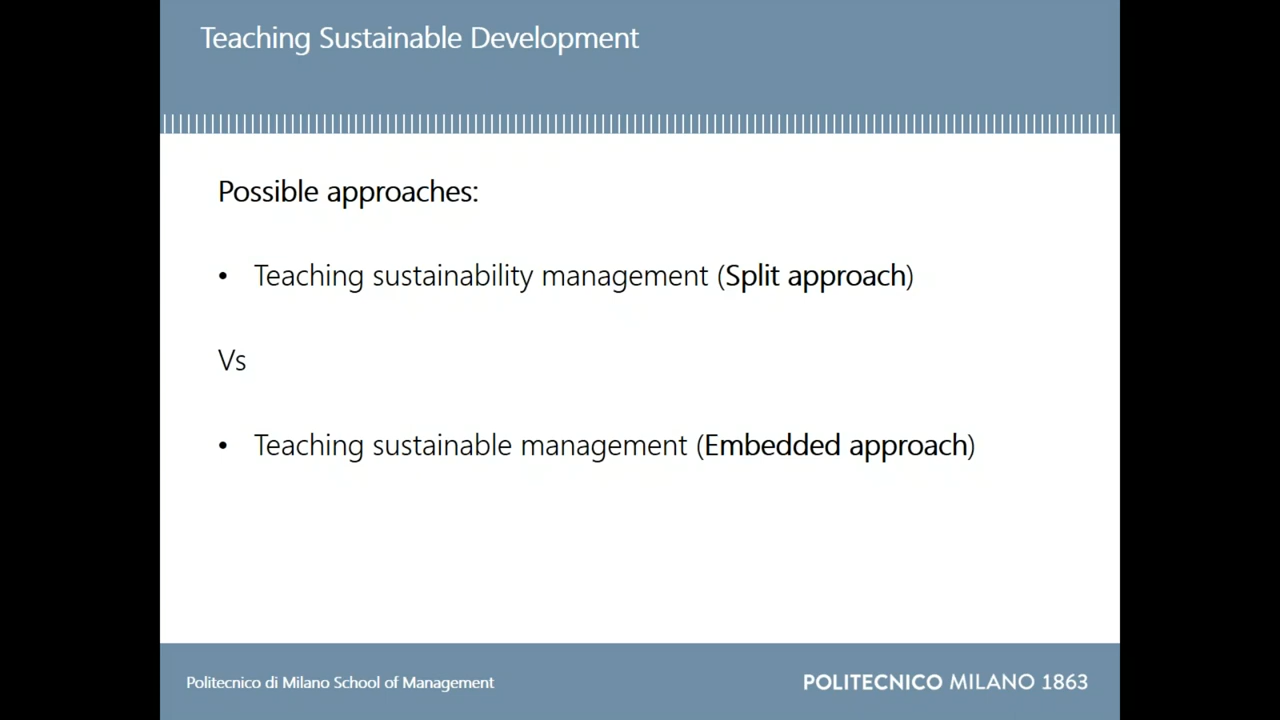 Teaching Sustainable Development
Possible approaches:
• Teaching sustainability management (Split approach)
Vs
• Teaching sustainable management (Embedded approach)
Politecnico di Milano School of Management
POLITECNICO MILANO 1863